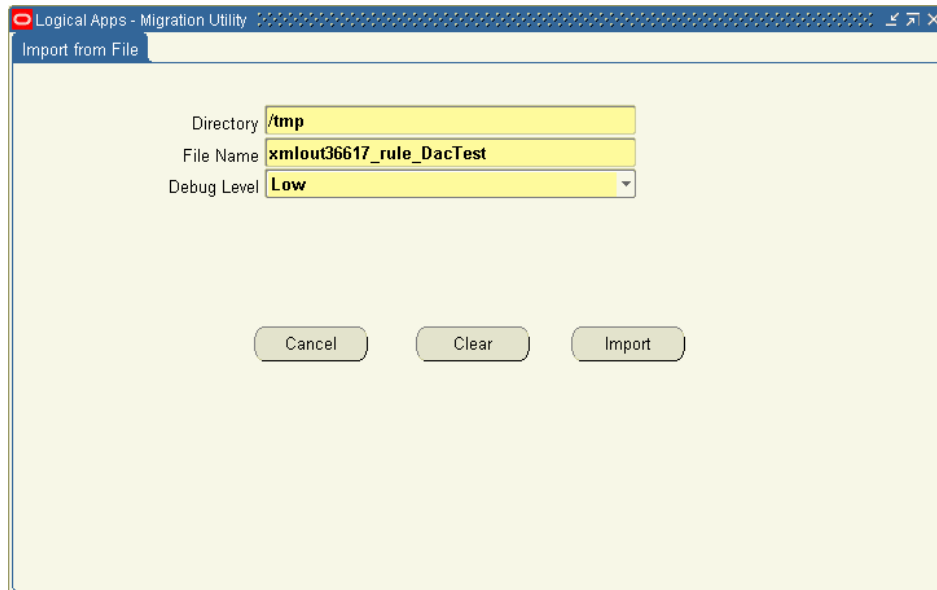 Logical Apps - Migration Utility
Import from File
Directory /tmp
File Name xmlout36617_rule_DacTest
Debug Level Low
Cancel Clear Import